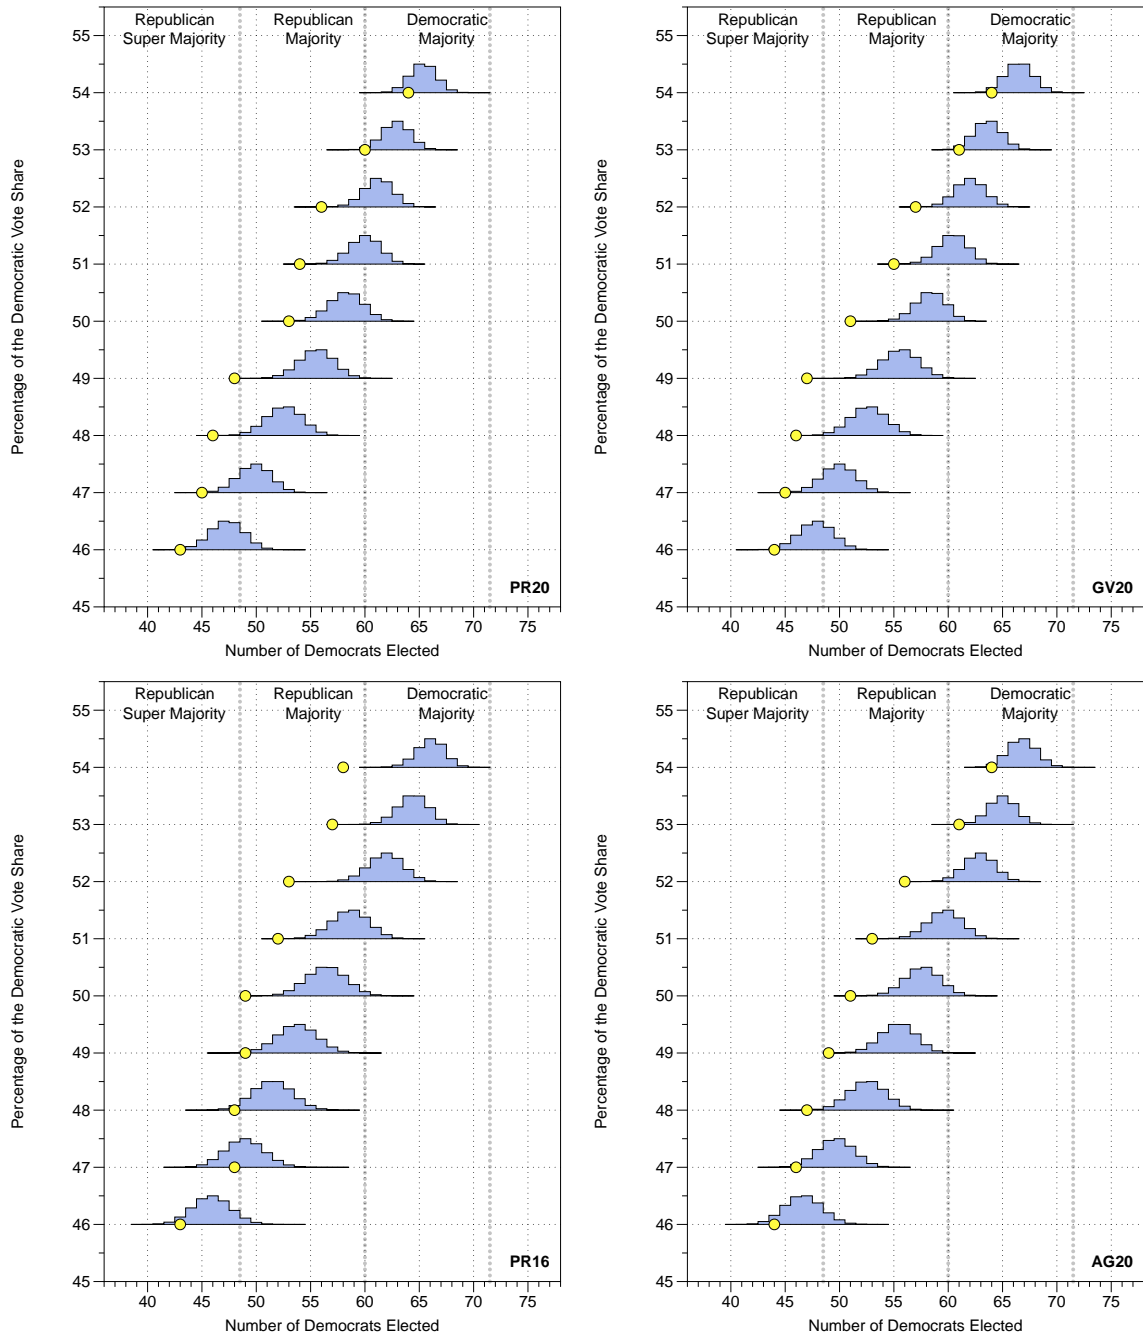 Republican
Super Majority
Republican
Majority
Democratic
Majority
55
54
53
52
51
50
49
48
47
46
45
Percentage of the Democratic Vote Share
PR20
40 45 50 55 60 65 70 75
Number of Democrats Elected
Republican
Super Majority
Republican
Majority
Democratic
Majority
55
54
53
52
51
50
49
48
47
46
45
Percentage of the Democratic Vote Share
GV20
40 45 50 55 60 65 70 75
Number of Democrats Elected
Republican
Super Majority
Republican
Majority
Democratic
Majority
55
54
53
52
51
50
49
48
47
46
45
Percentage of the Democratic Vote Share
PR16
40 45 50 55 60 65 70 75
Number of Democrats Elected
Republican
Super Majority
Republican
Majority
Democratic
Majority
55
54
53
52
51
50
49
48
47
46
45
Percentage of the Democratic Vote Share
AG20
40 45 50 55 60 65 70 75
Number of Democrats Elected